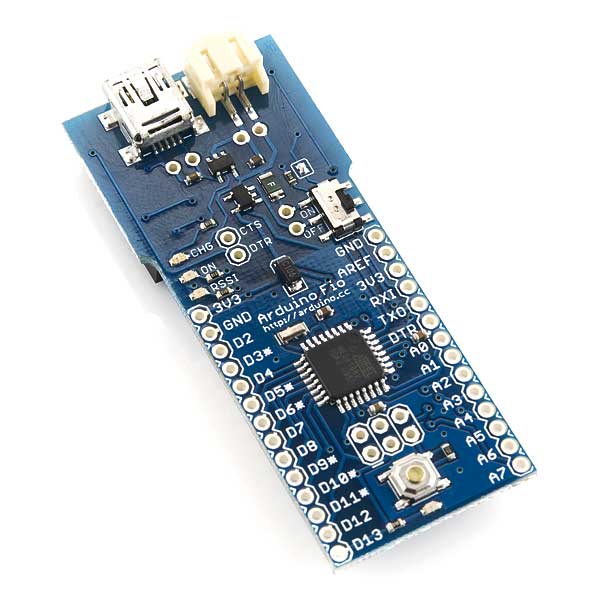 ON
OFF
CTS
DTR
CHG
ON
RSSI
Arduino Fio
http://arduino.cc
3V3
GND
D2
D3*
D4
D5*
D6*
D7
D8
D9*
D10*
D11*
D12
D13
GND
AREF
3V3
RXI
TXO
DTR
A0
A1
A2
A3
A4
A5
A6
A7